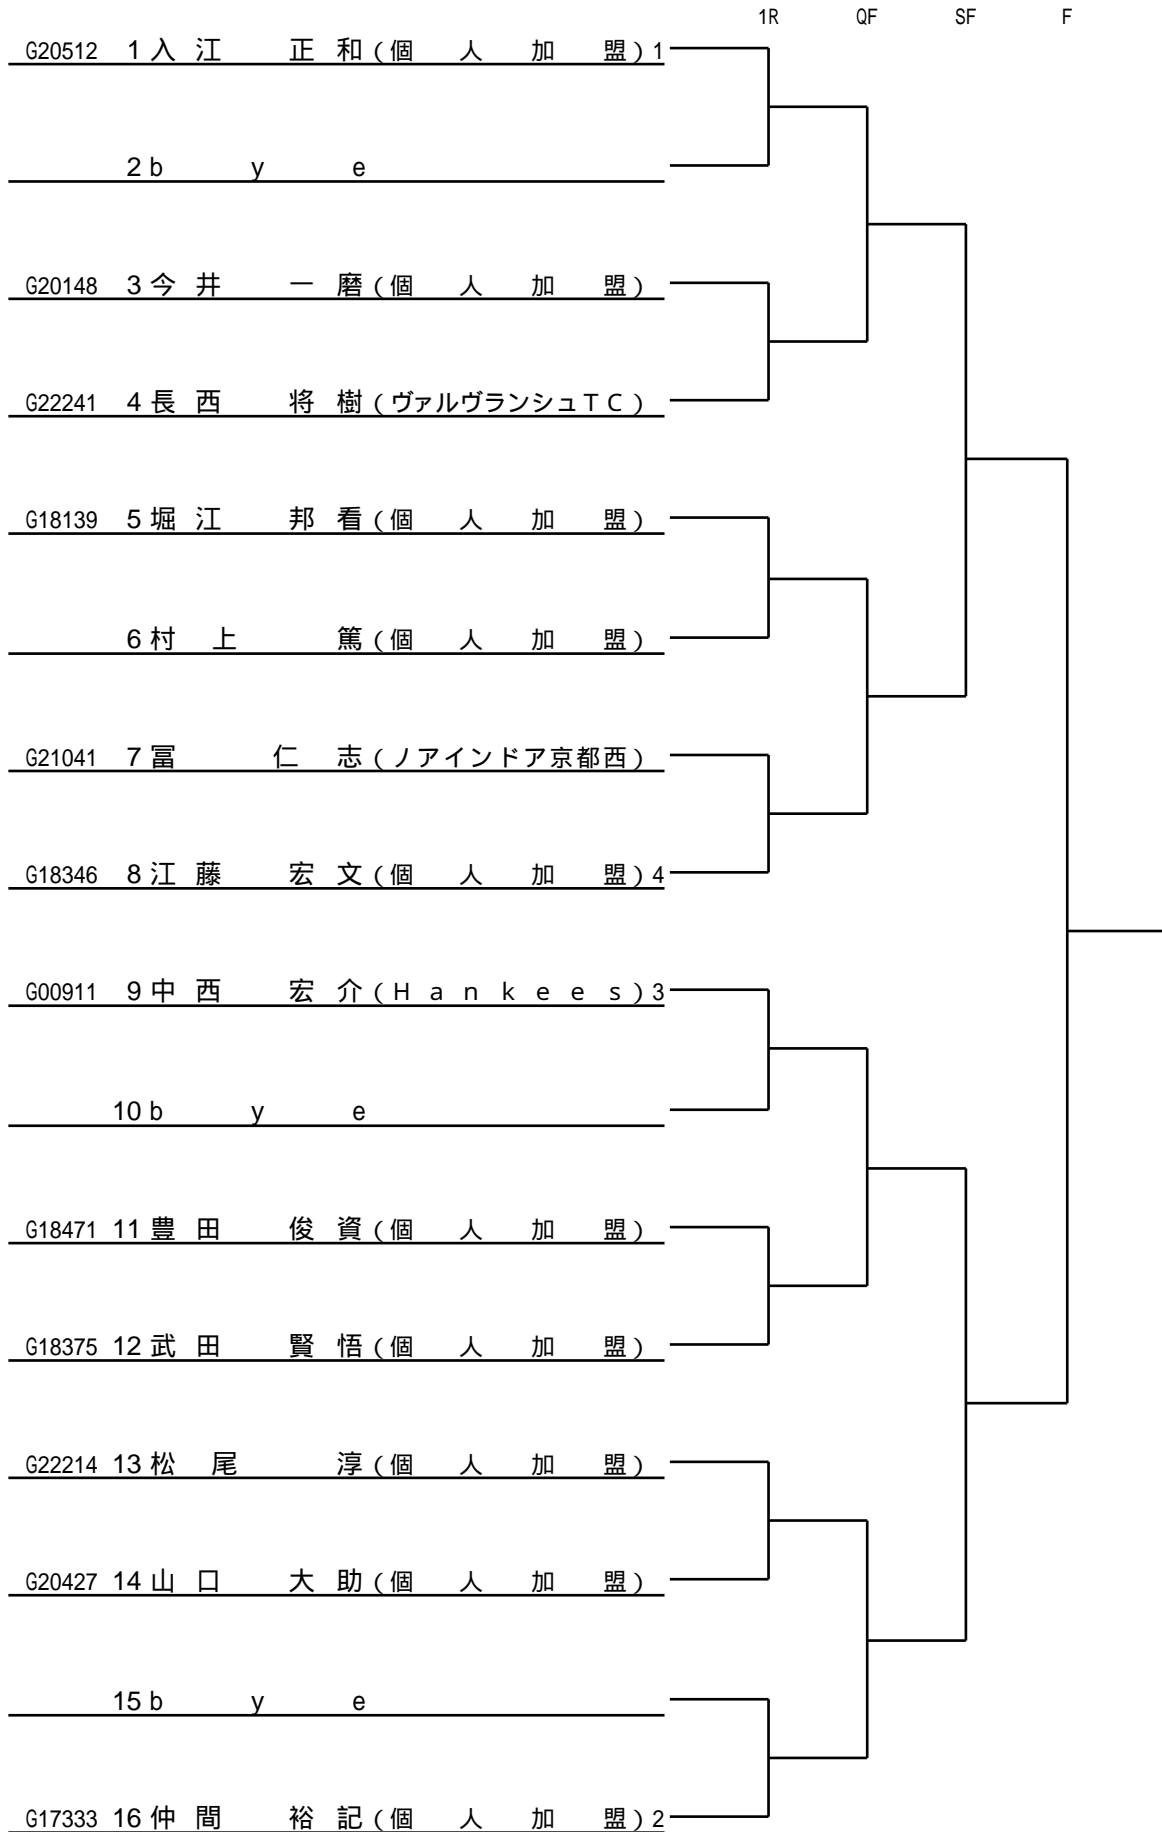 1R QF SF F
G20512 1 入江 正和(個人加盟)1
2 bye
G20148 3 今井 一磨(個人加盟)
G22241 4 長西 将樹(ヴァルヴランシュTC)
G18139 5 堀江 邦看(個人加盟)
6 村上 篤(個人加盟)
G21041 7 冨 仁志(ノアインドア京都西)
G18346 8 江藤 宏文(個人加盟)4
G00911 9 中西 宏介(Hankees)3
10 bye
G18471 11 豊田 俊資(個人加盟)
G18375 12 武田 賢悟(個人加盟)
G22214 13 松尾 淳(個人加盟)
G20427 14 山口 大助(個人加盟)
15 bye
G17333 16 仲間 裕記(個人加盟)2